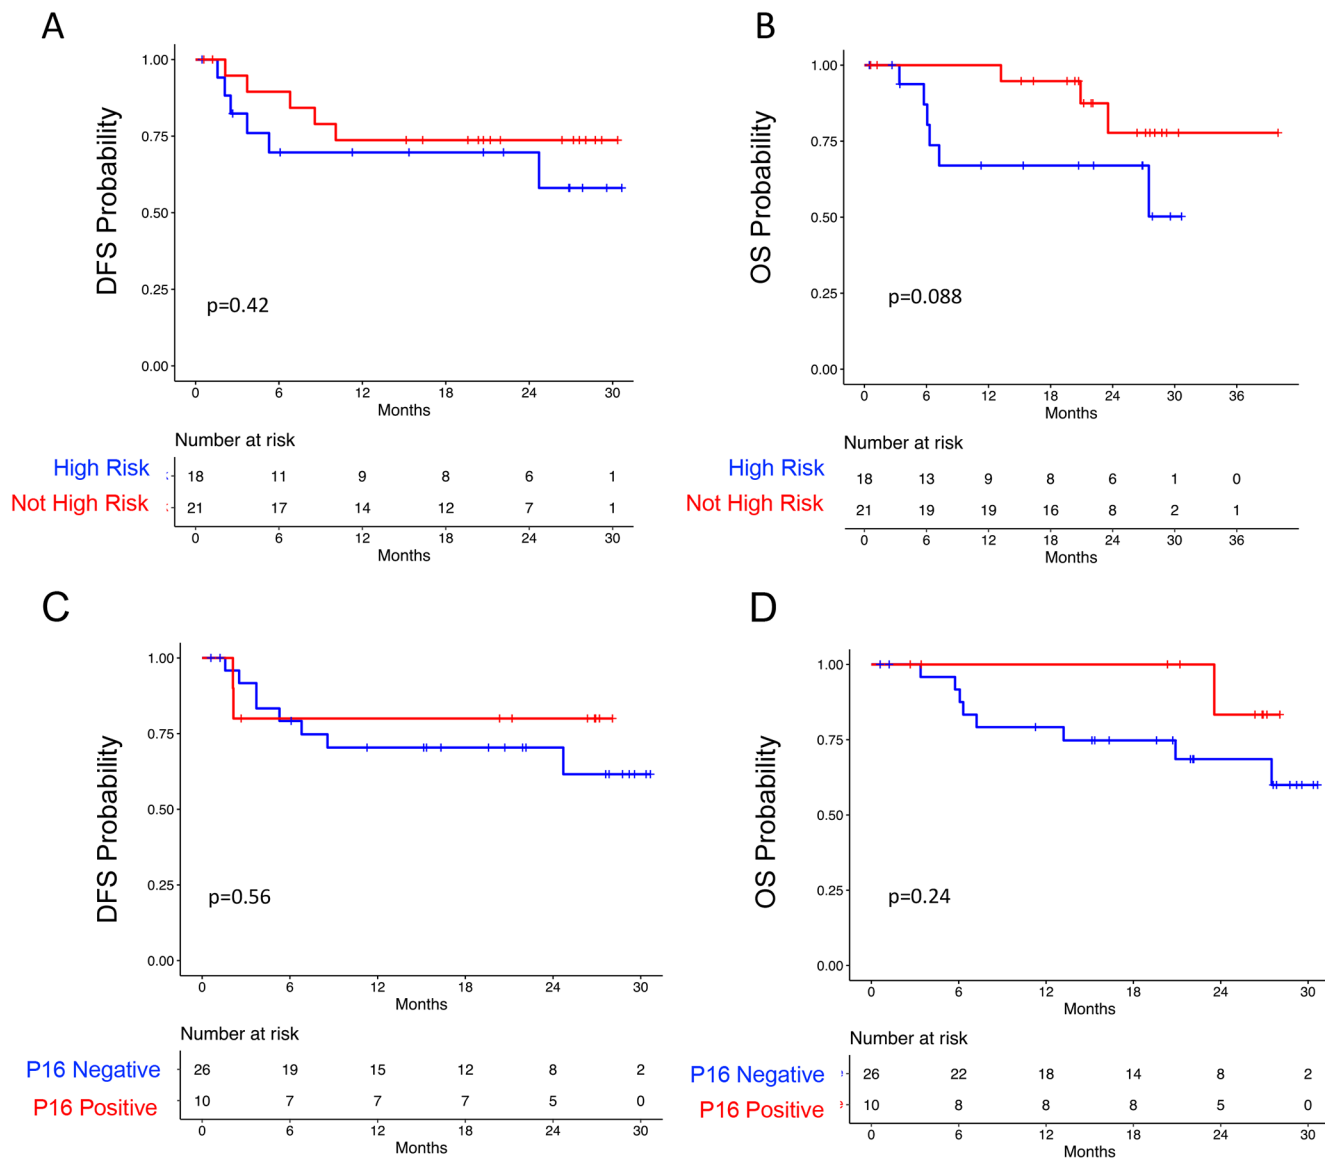 A
DFS Probability
1.00
0.75
0.50
0.25
0.00
p=0.42
0 6 12 18 24 30
Months
Number at risk
High Risk 18 11 9 8 6 1
Not High Risk 21 17 14 12 7 1
0 6 12 18 24 30
Months
B
OS Probability
1.00
0.75
0.50
0.25
0.00
p=0.088
0 6 12 18 24 30 36
Months
Number at risk
High Risk 18 13 9 8 6 1 0
Not High Risk 21 19 19 16 8 2 1
0 6 12 18 24 30 36
Months
C
DFS Probability
1.00
0.75
0.50
0.25
0.00
p=0.56
0 6 12 18 24 30
Months
Number at risk
P16 Negative 26 19 15 12 8 2
P16 Positive 10 7 7 7 5 0
0 6 12 18 24 30
Months
D
OS Probability
1.00
0.75
0.50
0.25
0.00
p=0.24
0 6 12 18 24 30
Months
Number at risk
P16 Negative 26 22 18 14 8 2
P16 Positive 10 8 8 8 5 0
0 6 12 18 24 30
Months